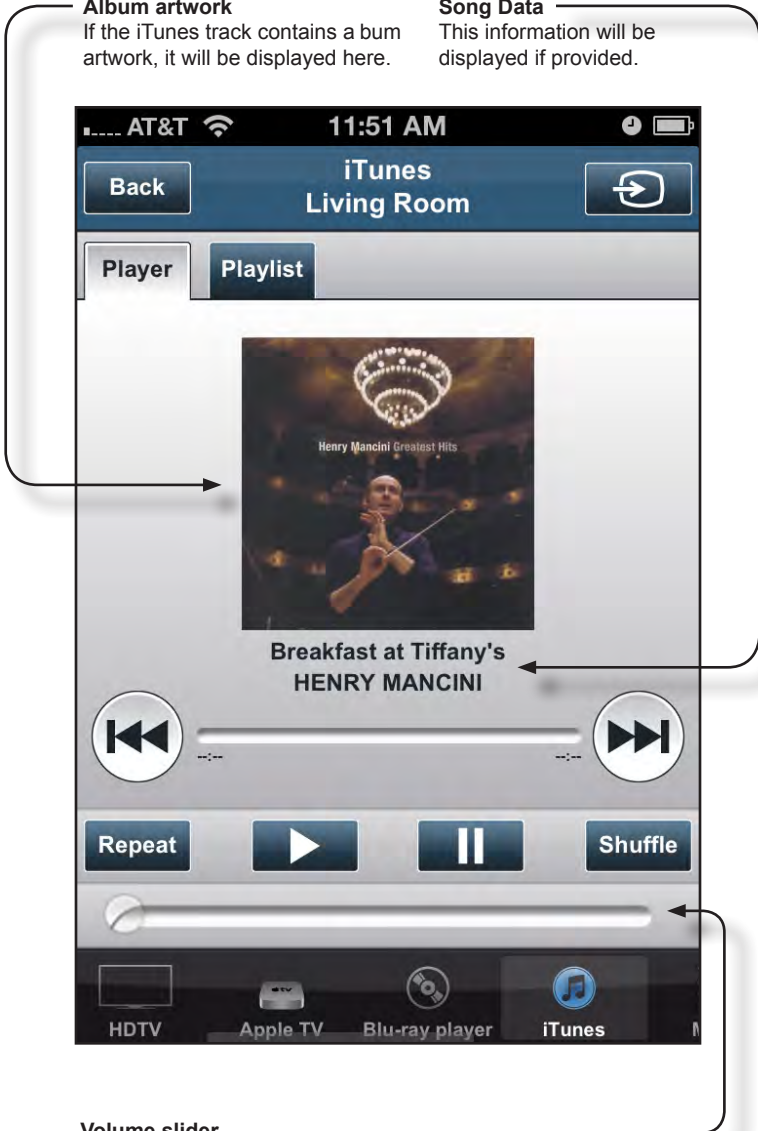 Album artwork
If the iTunes track contains a bum
artwork, it will be displayed here.
Song Data
This information will be
displayed if provided.
AT&T 11:51 AM
Back
iTunes
Living Room
Player
Playlist
Henry Mancini Greatest Hits
Breakfast at Tiffany's
HENRY MANCINI
--:-- --:--
Repeat
Shuffle
HDTV
Apple TV
Blu-ray player
iTunes
Volume slider